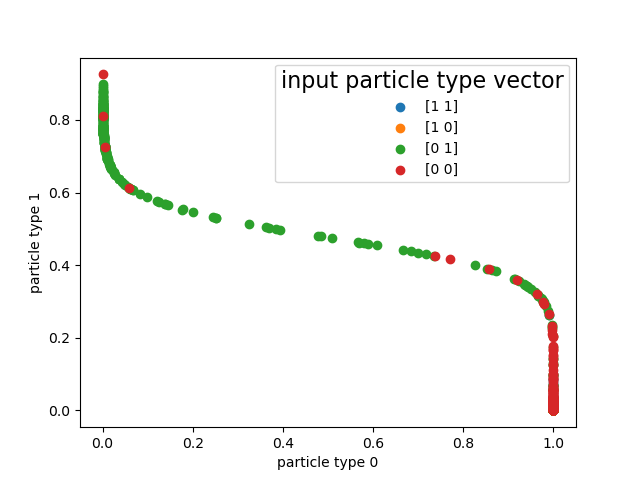 input particle type vector
[1 1]
[1 0]
[0 1]
[0 0]
particle type 1
0.8
0.6
0.4
0.2
0.0
0.0 0.2 0.4 0.6 0.8 1.0
particle type 0